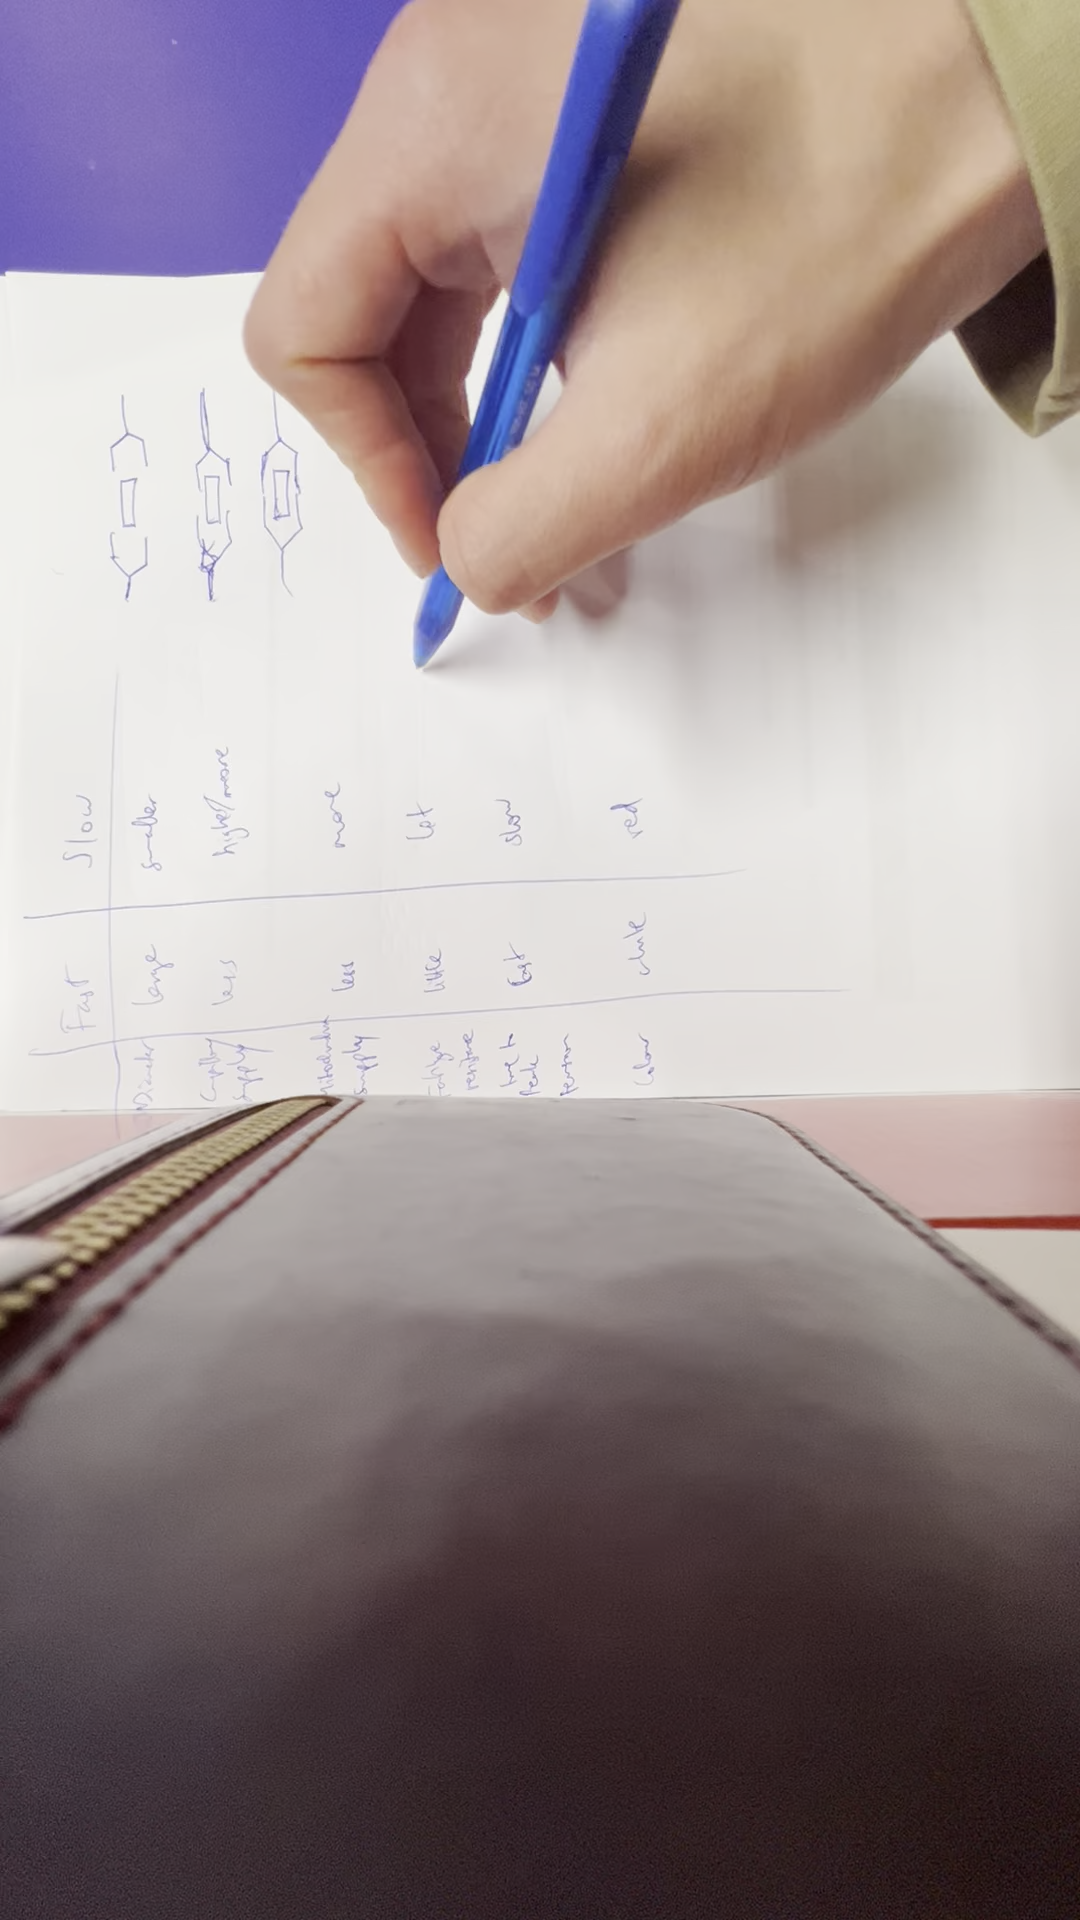 Fast Slow
Diameter large smaller
Capillary less higher/more
supply
Mitochondria less more
supply
Fatigue little lot
resistance
time to fast slow
Peak
tension
Colour white red